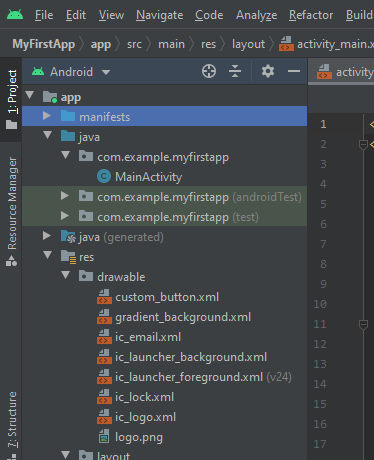 File Edit View Navigate Code Analyze Refactor Build
MyFirstApp app src main res layout activity_main.x
1: Project
Android
activity
app
manifests
java
com.example.myfirstapp
MainActivity
com.example.myfirstapp (androidTest)
com.example.myfirstapp (test)
java (generated)
res
drawable
custom_button.xml
gradient_background.xml
ic_email.xml
ic_launcher_background.xml
ic_launcher_foreground.xml (v24)
ic_lock.xml
ic_logo.xml
logo.png
layout
Resource Manager
7: Structure
1 <
2 <
3
4
5
6
7
8
9
10
11
12
13
14
15
16
17